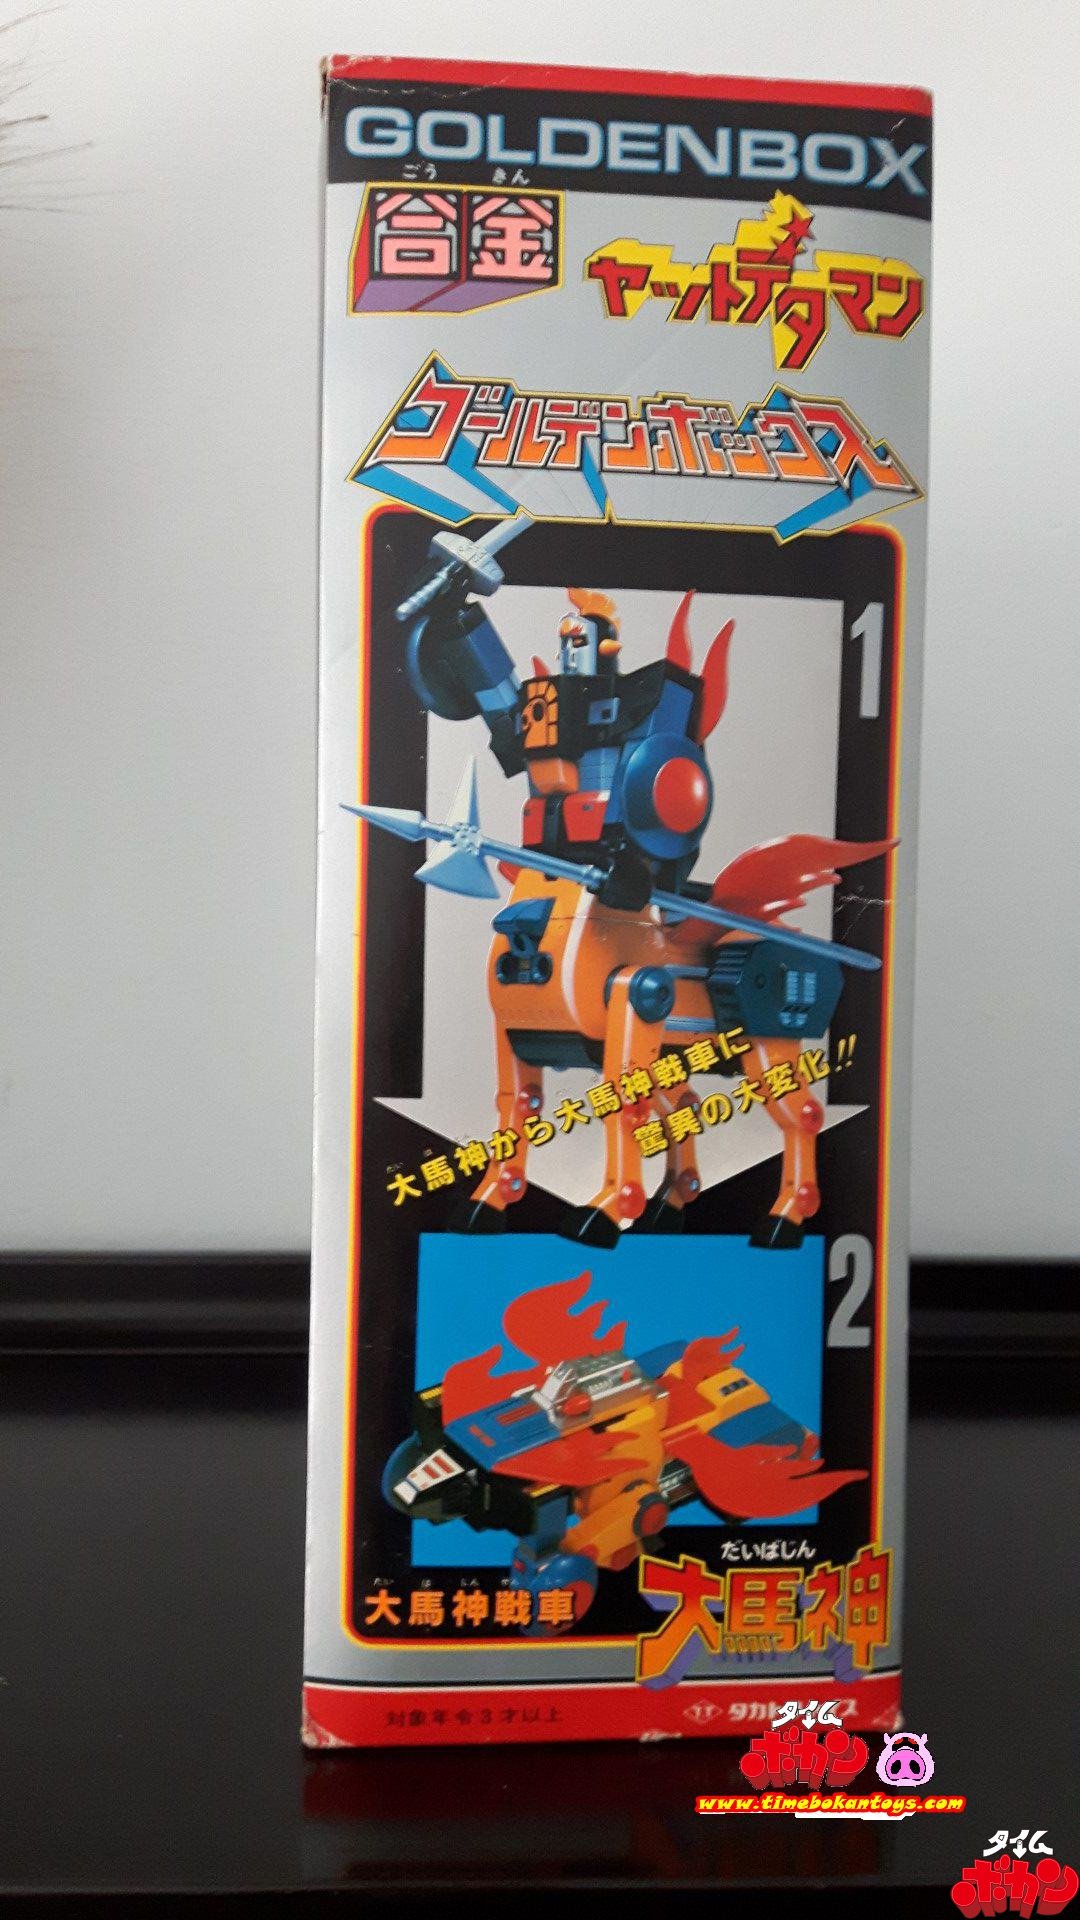 GOLDENBOX
ごう きん
合金
ヤットデタマン
ゴールデンボックス
1
大馬神から大馬神戦車に
驚異の大変化!!
2
だいばじん
大馬神
大馬神戦車
対象年令3才以上
TT タカトク
タイム
ボカン
www.timebokantoys.com
タイム
ボカン